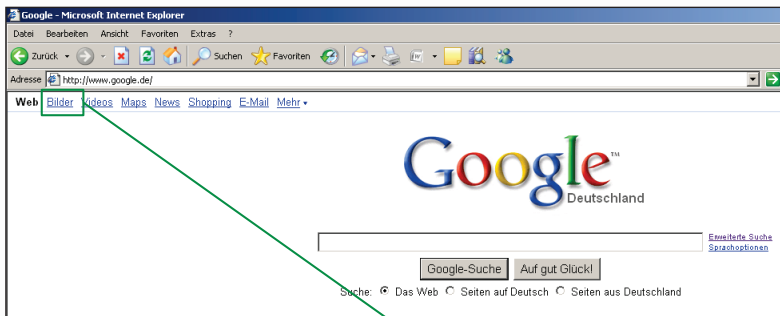 Google - Microsoft Internet Explorer
Datei Bearbeiten Ansicht Favoriten Extras ?
Zurück Suchen Favoriten
Adresse http://www.google.de/
Web Bilder Videos Maps News Shopping E-Mail Mehr
Google™
Deutschland
Erweiterte Suche
Sprachoptionen
Google-Suche Auf gut Glück!
Suche: Das Web Seiten auf Deutsch Seiten aus Deutschland